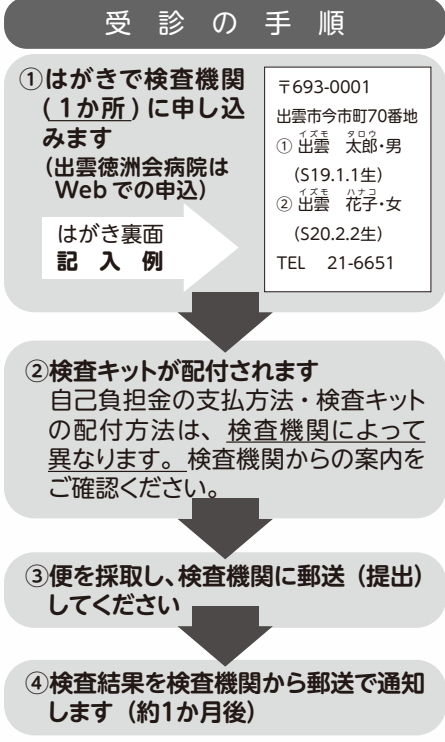 受診の手順
①はがきで検査機関
(１か所)に申し込
みます
(出雲徳洲会病院は
Webでの申込)
はがき裏面
記入例
〒693-0001
出雲市今市町70番地
イズモ タロウ
①出雲 太郎・男
(S19.1.1生)
イズモ ハナコ
②出雲 花子・女
(S20.2.2生)
TEL 21-6651
②検査キットが配付されます
自己負担金の支払方法・検査キット
の配付方法は、検査機関によって
異なります。検査機関からの案内を
ご確認ください。
③便を採取し、検査機関に郵送（提出）
してください
④検査結果を検査機関から郵送で通知
します（約1か月後）